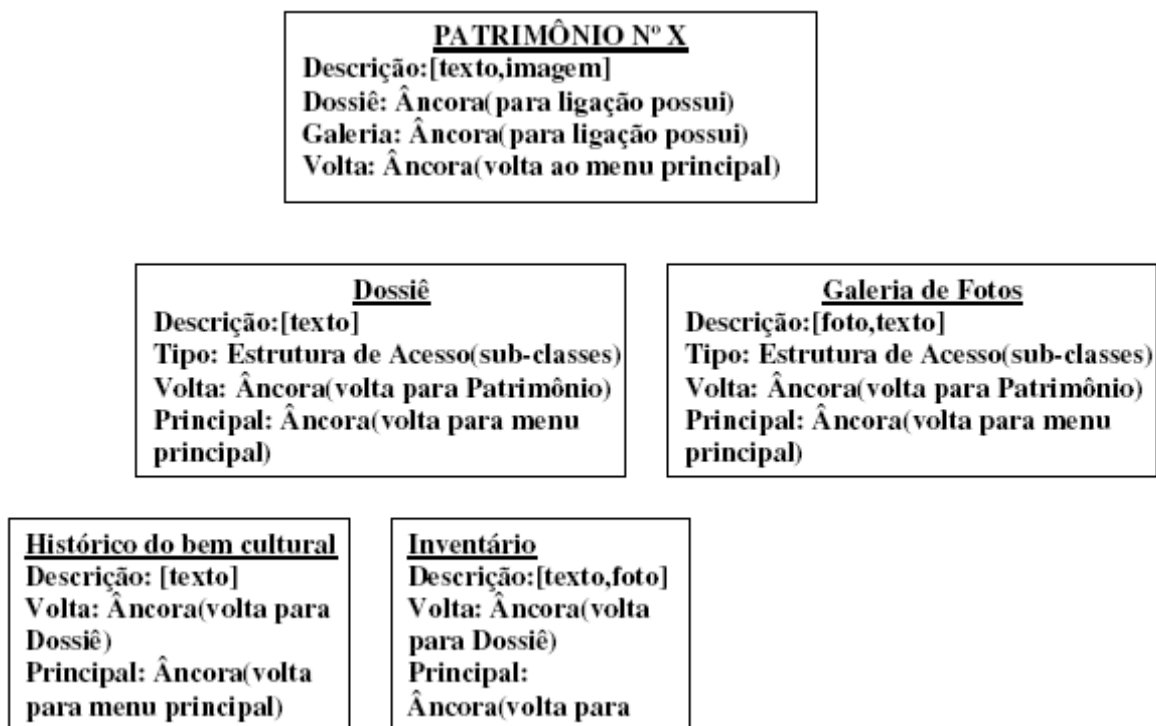 PATRIMÔNIO Nº X
Descrição:[texto,imagem]
Dossiê: Âncora(para ligação possui)
Galeria: Âncora(para ligação possui)
Volta: Âncora(volta ao menu principal)
Dossiê
Descrição:[texto]
Tipo: Estrutura de Acesso(sub-classes)
Volta: Âncora(volta para Patrimônio)
Principal: Âncora(volta para menu
principal)
Galeria de Fotos
Descrição:[foto,texto]
Tipo: Estrutura de Acesso(sub-classes)
Volta: Âncora(volta para Patrimônio)
Principal: Âncora(volta para menu
principal)
Histórico do bem cultural
Descrição: [texto]
Volta: Âncora(volta para
Dossiê)
Principal: Âncora(volta
para menu principal)
Inventário
Descrição:[texto,foto]
Volta: Âncora(volta
para Dossiê)
Principal:
Âncora(volta para